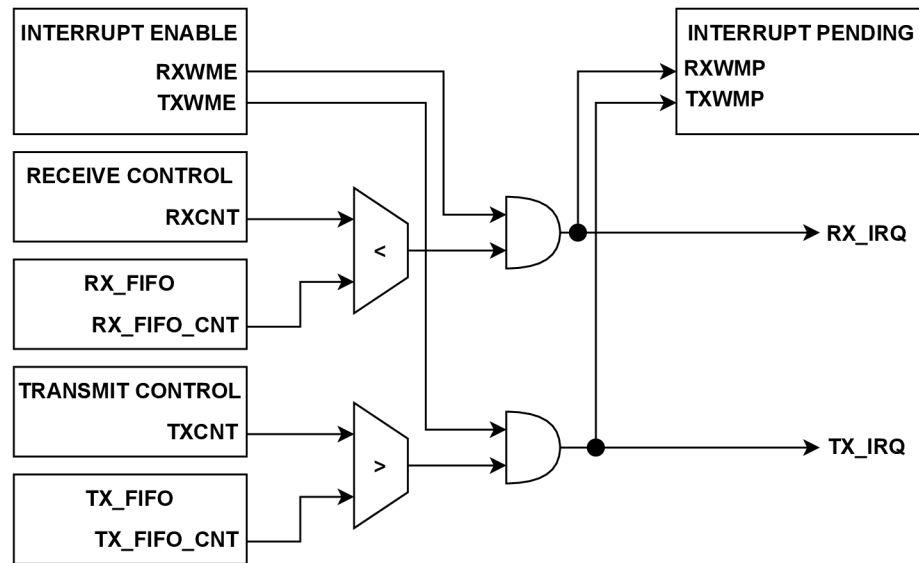 INTERRUPT ENABLE
RXWME
TXWME
INTERRUPT PENDING
RXWMP
TXWMP
RECEIVE CONTROL
RXCNT
<
RX_FIFO
RX_FIFO_CNT
RX_IRQ
TRANSMIT CONTROL
TXCNT
>
TX_FIFO
TX_FIFO_CNT
TX_IRQ